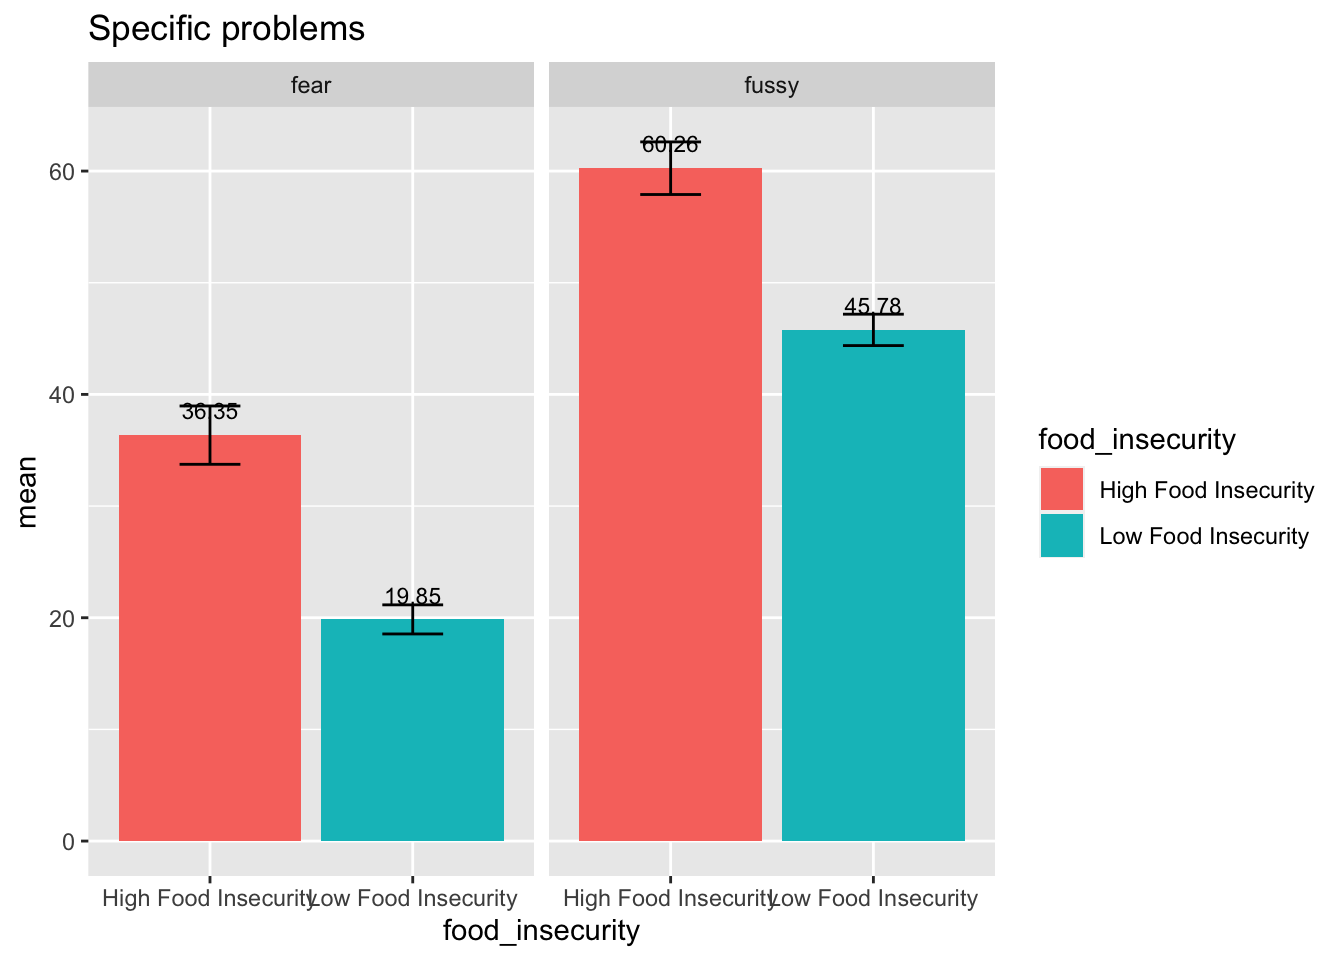 Specific problems
fear
fussy
mean
60
40
20
0
36.35
19.85
60.26
45.78
High Food Insecurity
Low Food Insecurity
High Food Insecurity
Low Food Insecurity
food_insecurity
food_insecurity
High Food Insecurity
Low Food Insecurity